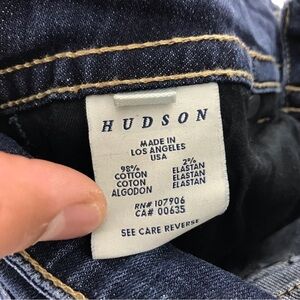 HUDSON
MADE IN
LOS ANGELES
USA
98% 2%
COTTON ELASTAN
COTON ELASTAN
ALGODON ELASTAN
RN# 107906
CA# 00635
SEE CARE REVERSE